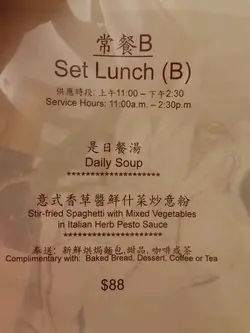 常餐B
Set Lunch (B)
供應時段: 上午11:00 – 下午2:30
Service Hours: 11:00a.m. – 2:30p.m.
是日餐湯
Daily Soup
********************
意式香草醬鮮什菜炒意粉
Stir-fried Spaghetti with Mixed Vegetables
in Italian Herb Pesto Sauce
********************
奉送: 新鮮烘焗麵包,甜品,咖啡或茶
Complimentary with: Baked Bread, Dessert, Coffee or Tea
$88